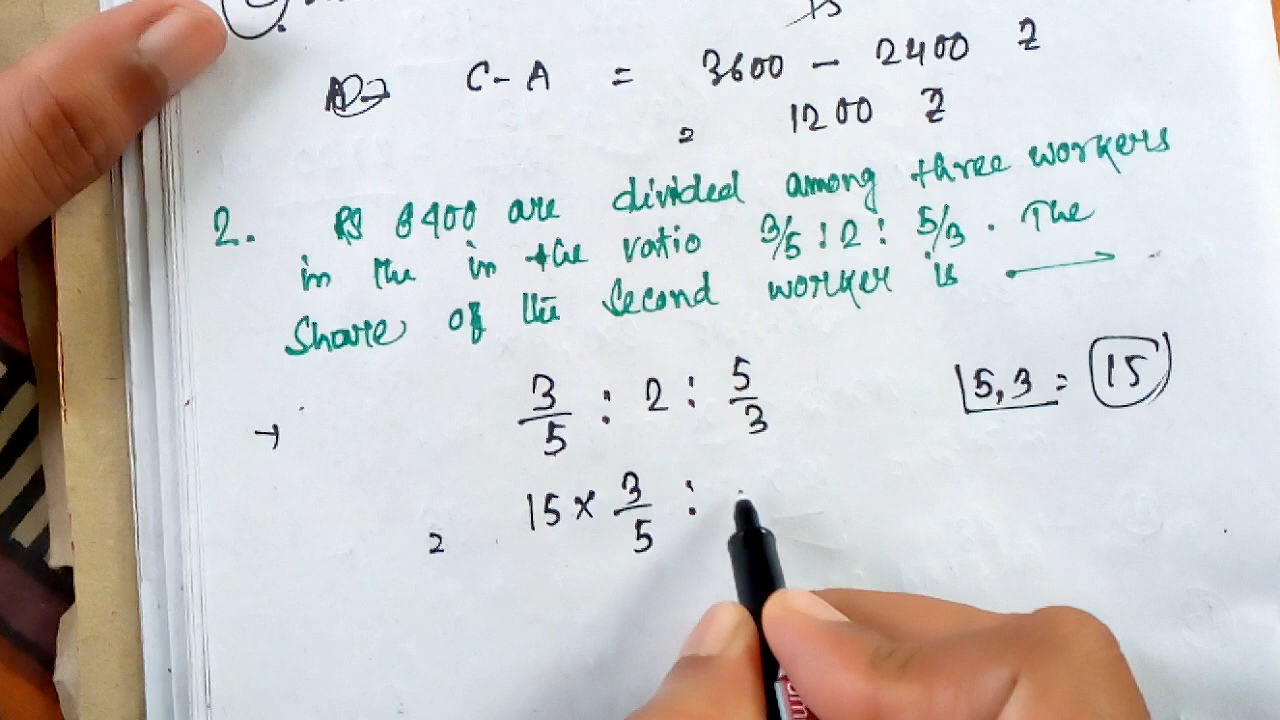 C - A = 3600 - 2400 Z
= 1200 Z
2. Rs 8400 are divided among three workers
in the in the ratio 3/5 : 2 : 5/3 . The
Share of the Second worker is
3/5 : 2 : 5/3
5,3 = 15
= 15 × 3/5 :